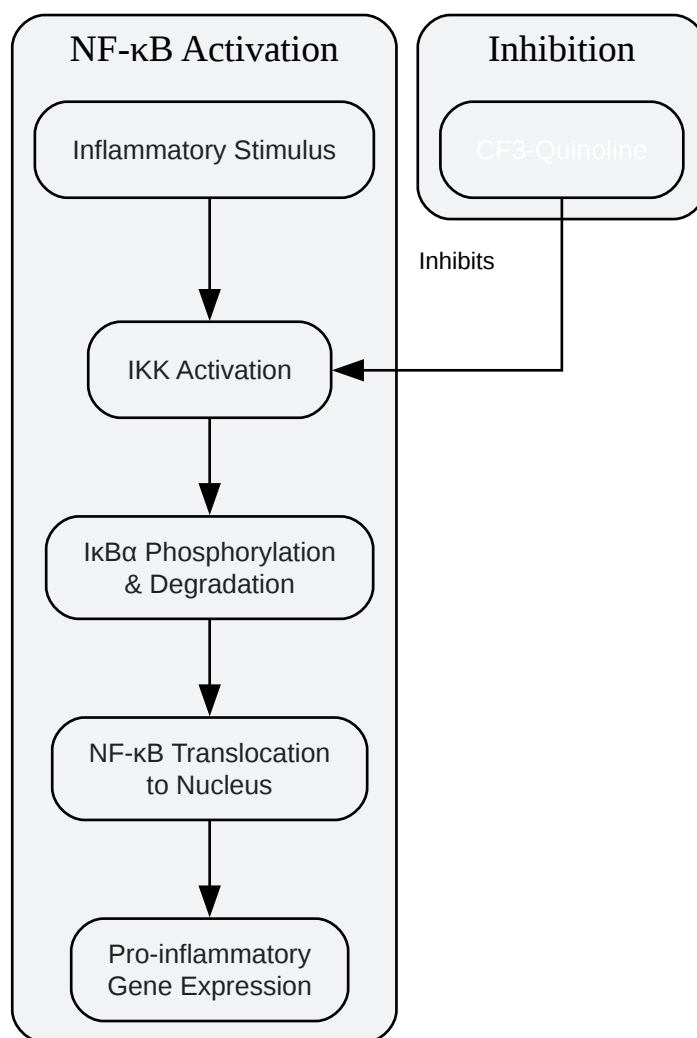 NF-κB Activation
Inflammatory Stimulus
IKK Activation
IκBα Phosphorylation
& Degradation
NF-κB Translocation
to Nucleus
Pro-inflammatory
Gene Expression
Inhibition
CF3-Quinoline
Inhibits